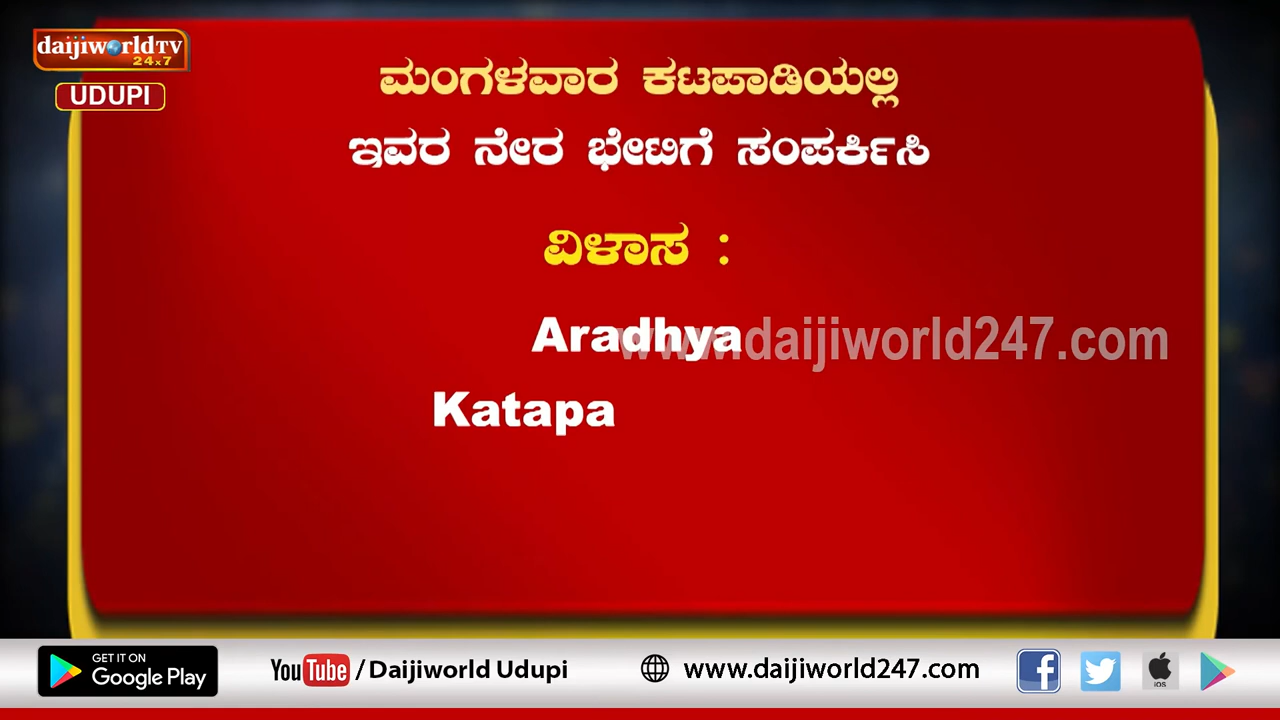 daijiworldTV
24x7
UDUPI
ಮಂಗಳವಾರ ಕಟಪಾಡಿಯಲ್ಲಿ
ಇವರ ನೇರ ಭೇಟಿಗೆ ಸಂಪರ್ಕಿಸಿ
ವಿಳಾಸ :
Aradhya
www.daijiworld247.com
Katapa
GET IT ON
Google Play
YouTube / Daijiworld Udupi
www.daijiworld247.com
iOS